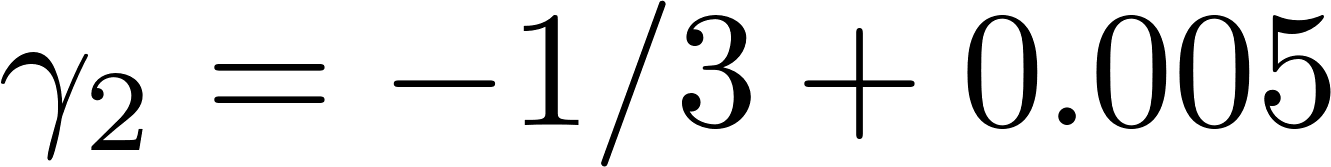 γ₂ = −1/3 + 0.005